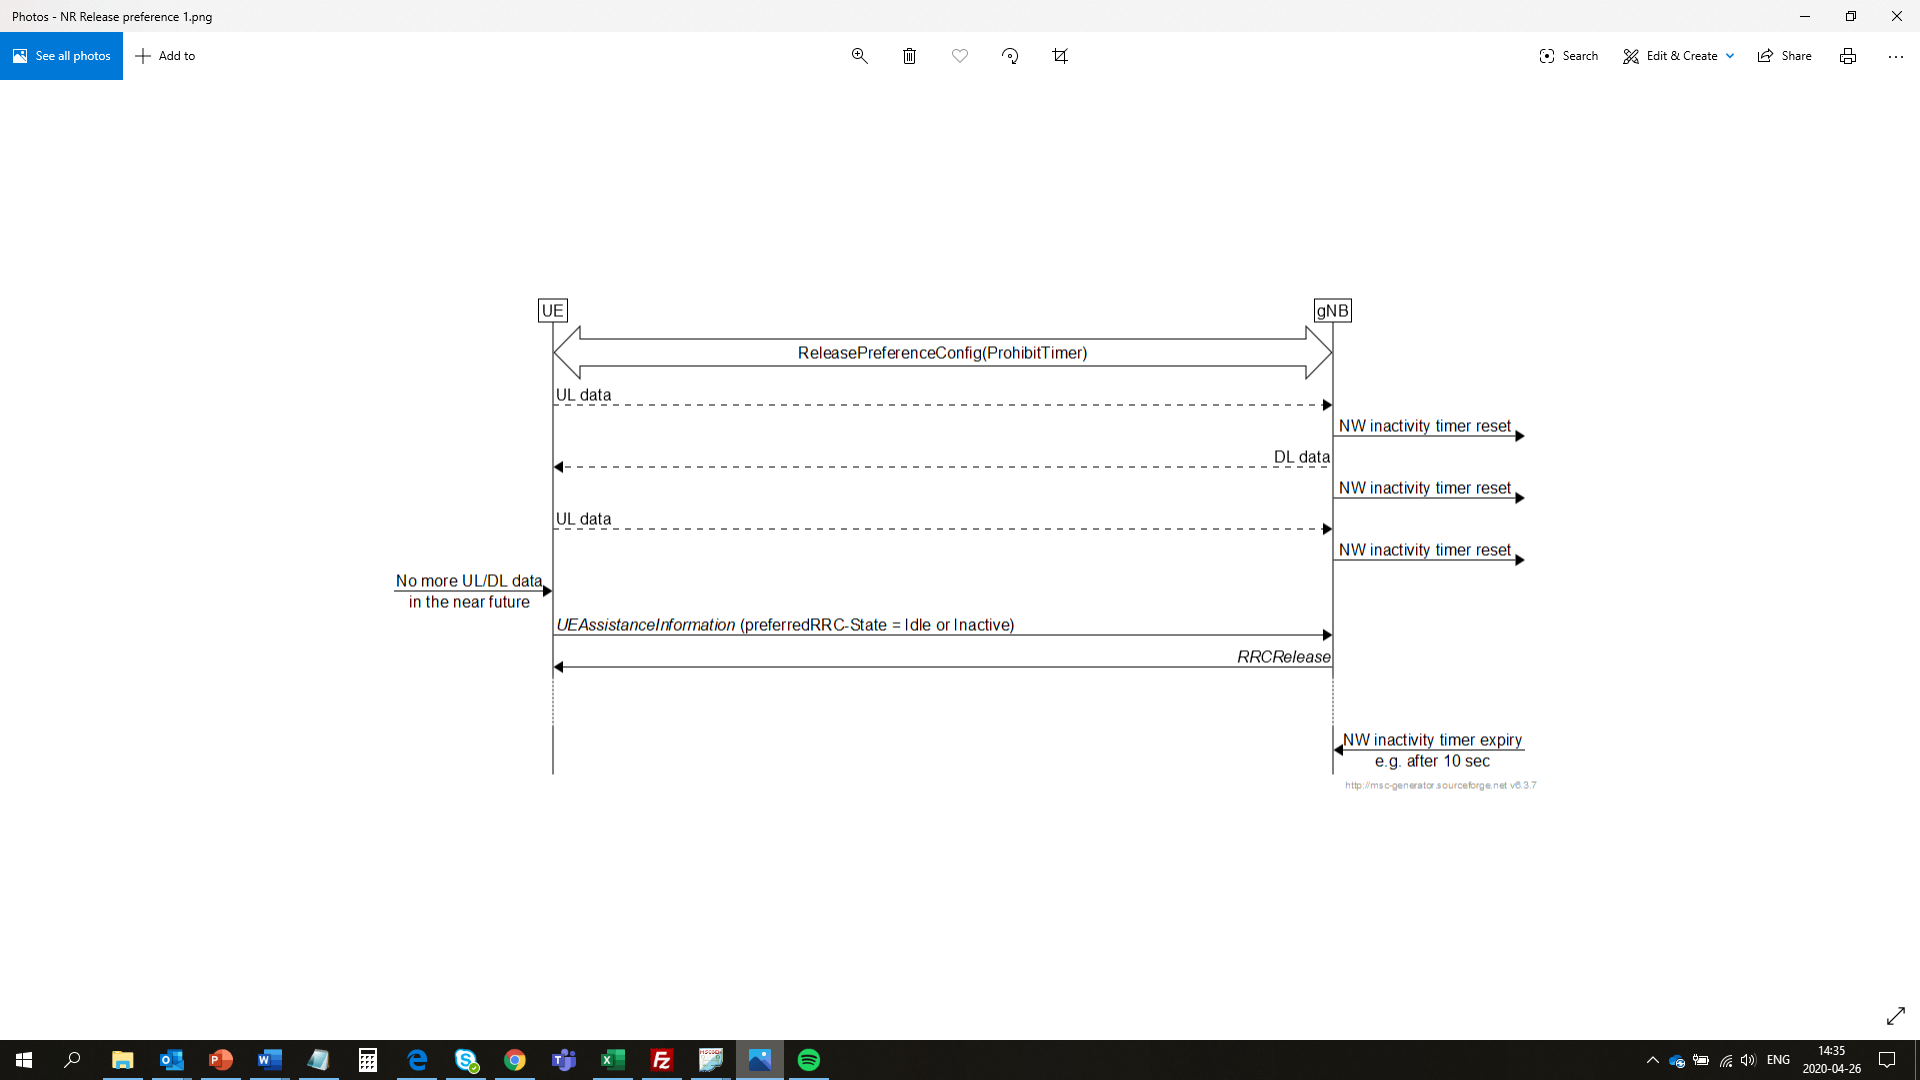 Photos - NR Release preference 1.png
See all photos
Add to
Search
Edit & Create
Share
UE
gNB
ReleasePreferenceConfig(ProhibitTimer)
UL data
NW inactivity timer reset
DL data
NW inactivity timer reset
UL data
NW inactivity timer reset
No more UL/DL data
in the near future
UEAssistanceInformation (preferredRRC-State = Idle or Inactive)
RRCRelease
NW inactivity timer expiry
e.g. after 10 sec
http://msc-generator.sourceforge.net v6.3.7
ENG
14:35
2020-04-26